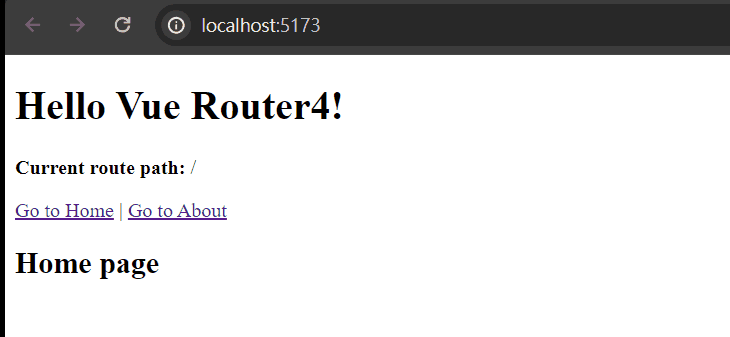 localhost:5173
Hello Vue Router4!
Current route path: /
Go to Home | Go to About
Home page